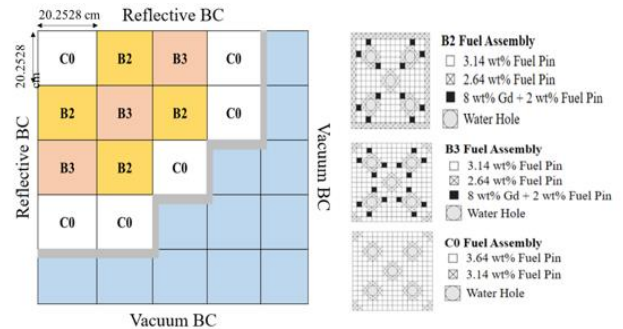 20.2528 cm
Reflective BC
20.2528 cm
Reflective BC
C0 B2 B3 C0
B2 B3 B2 C0
B3 B2 C0
C0 C0
Vacuum BC
Vacuum BC
B2 Fuel Assembly
3.14 wt% Fuel Pin
2.64 wt% Fuel Pin
8 wt% Gd + 2 wt% Fuel Pin
Water Hole
B3 Fuel Assembly
3.14 wt% Fuel Pin
2.64 wt% Fuel Pin
8 wt% Gd + 2 wt% Fuel Pin
Water Hole
C0 Fuel Assembly
3.64 wt% Fuel Pin
3.14 wt% Fuel Pin
Water Hole